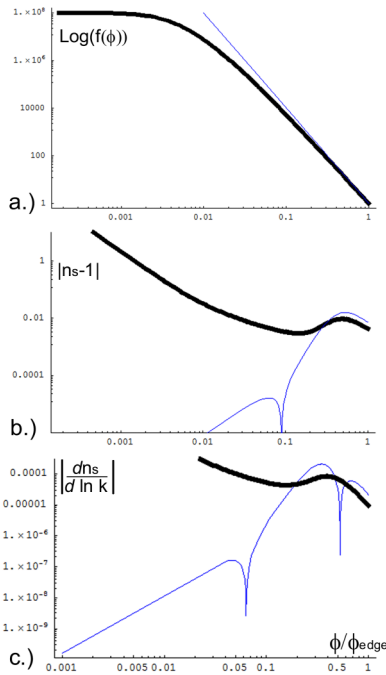 1. × 10⁸
Log(f(ϕ))
10000
100
1
a.)
0.001 0.01 0.1 1
1
|ns-1|
0.01
0.0001
b.)
0.001 0.01 0.1 1
0.0001
|dns/d ln k|
0.00001
1. × 10⁻⁶
1. × 10⁻⁷
1. × 10⁻⁸
1. × 10⁻⁹
ϕ/ϕedge
c.)
0.001 0.005 0.01 0.05 0.1 0.5 1